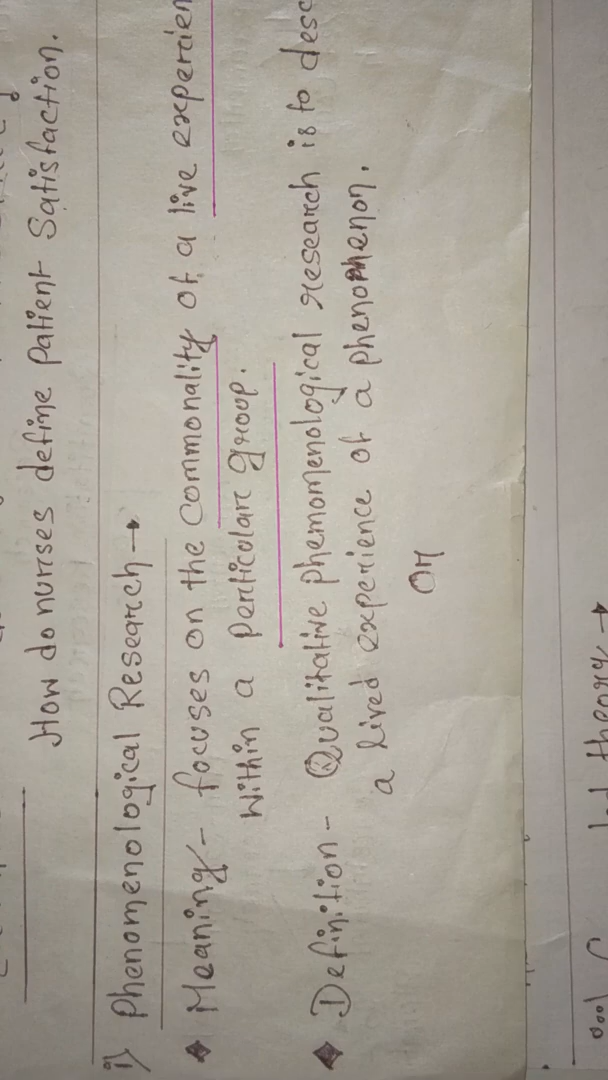 How do nurses define patient Satisfaction.
i) Phenomenological Research →
Meaning - focuses on the commonality of a live experien
within a perticular group.
Definition - Qualitative phemomenological research is to desc
a lived experience of a phenomenon.
or
theory →